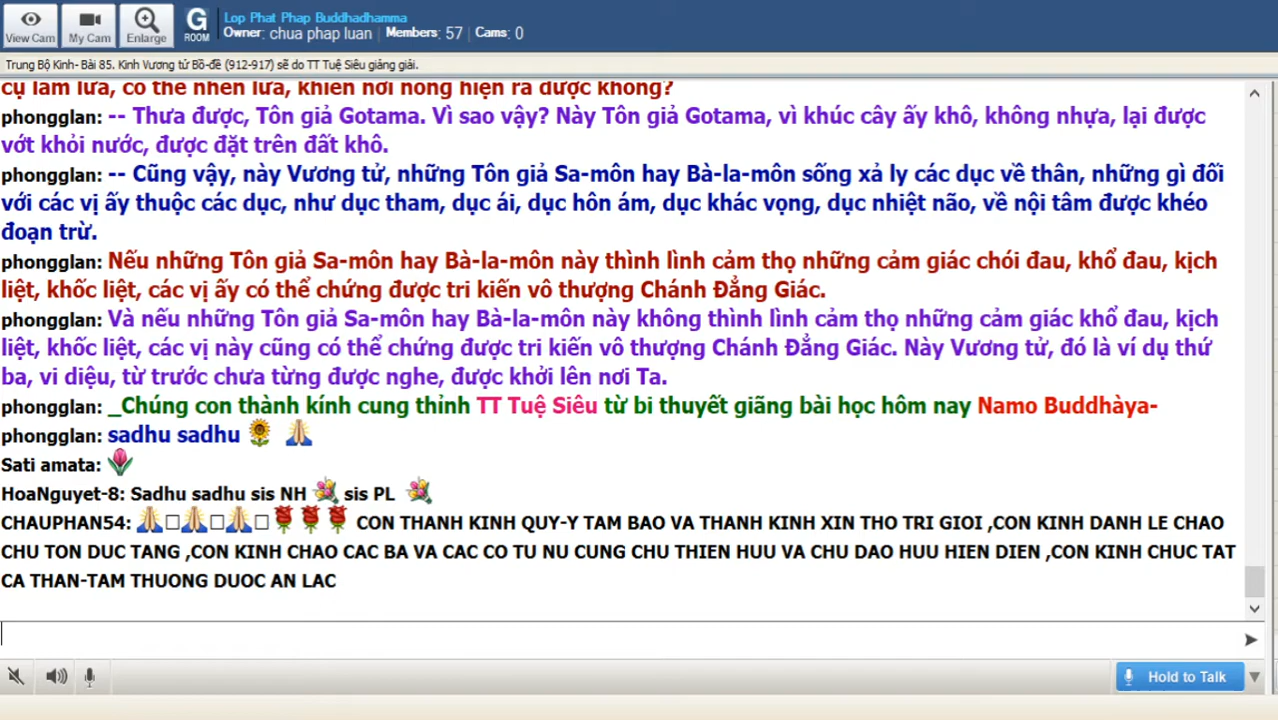 Lop Phat Phap Buddhadhamma
G ROOM Owner: chua phap luan Members: 57 Cams: 0
View Cam My Cam Enlarge
Trung Bộ Kinh- Bài 85. Kinh Vương tử Bồ-đề (912-917) sẽ do TT Tuệ Siêu giảng giải.
cụ làm lửa, có thể nhen lửa, khiến hơi nóng hiện ra được không?
phongglan: -- Thưa được, Tôn giả Gotama. Vì sao vậy? Này Tôn giả Gotama, vì khúc cây ấy khô, không nhựa, lại được
vớt khỏi nước, được đặt trên đất khô.
phongglan: -- Cũng vậy, này Vương tử, những Tôn giả Sa-môn hay Bà-la-môn sống xả ly các dục về thân, những gì đối
với các vị ấy thuộc các dục, như dục tham, dục ái, dục hôn ám, dục khác vọng, dục nhiệt não, về nội tâm được khéo
đoạn trừ.
phongglan: Nếu những Tôn giả Sa-môn hay Bà-la-môn này thình lình cảm thọ những cảm giác chói đau, khổ đau, kịch
liệt, khốc liệt, các vị ấy có thể chứng được tri kiến vô thượng Chánh Đẳng Giác.
phongglan: Và nếu những Tôn giả Sa-môn hay Bà-la-môn này không thình lình cảm thọ những cảm giác khổ đau, kịch
liệt, khốc liệt, các vị này cũng có thể chứng được tri kiến vô thượng Chánh Đẳng Giác. Này Vương tử, đó là ví dụ thứ
ba, vi diệu, từ trước chưa từng được nghe, được khởi lên nơi Ta.
phongglan: _Chúng con thành kính cung thỉnh TT Tuệ Siêu từ bi thuyết giãng bài học hôm nay Namo Buddhàya-
phongglan: sadhu sadhu
Sati amata:
HoaNguyet-8: Sadhu sadhu sis NH sis PL
CHAUPHAN54: CON THANH KINH QUY-Y TAM BAO VA THANH KINH XIN THO TRI GIOI ,CON KINH DANH LE CHAO
CHU TON DUC TANG ,CON KINH CHAO CAC BA VA CAC CO TU NU CUNG CHU THIEN HUU VA CHU DAO HUU HIEN DIEN ,CON KINH CHUC TAT
CA THAN-TAM THUONG DUOC AN LAC
Hold to Talk